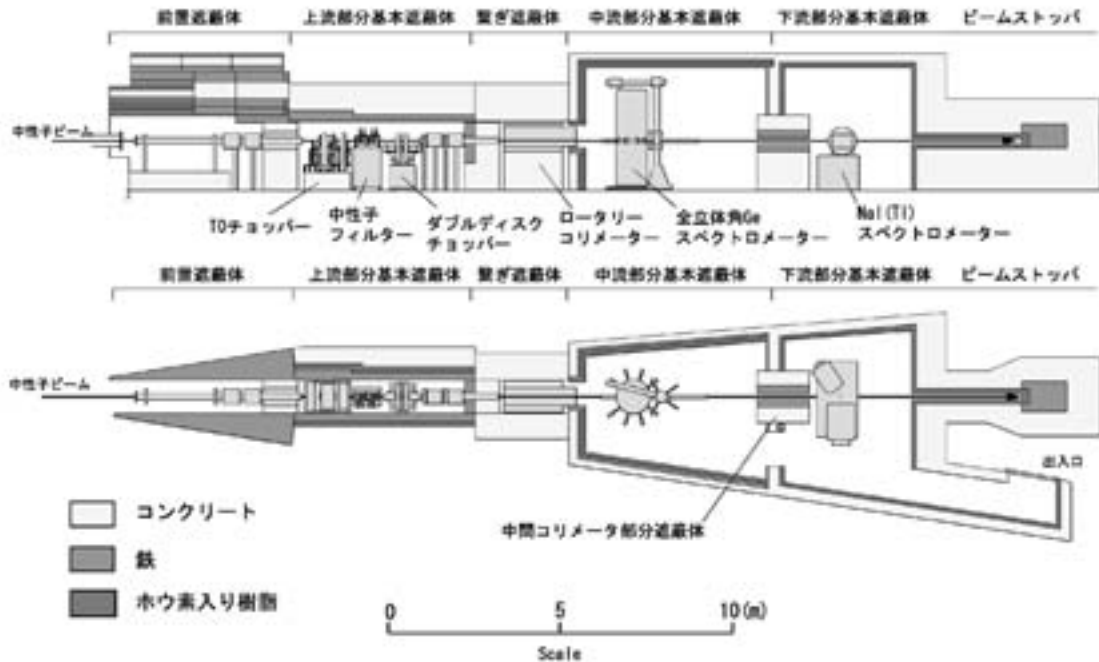 前置遮蔽体 上流部分基本遮蔽体 繋ぎ遮蔽体 中流部分基本遮蔽体 下流部分基本遮蔽体 ビームストッパ
中性子ビーム
T0チョッパー
中性子
フィルター
ダブルディスク
チョッパー
ロータリー
コリメーター
全立体角Ge
スペクトロメーター
NaI(Tl)
スペクトロメーター
前置遮蔽体 上流部分基本遮蔽体 繋ぎ遮蔽体 中流部分基本遮蔽体 下流部分基本遮蔽体 ビームストッパ
中性子ビーム
出入口
中間コリメータ部分遮蔽体
コンクリート
鉄
ホウ素入り樹脂
0 5 10(m)
Scale